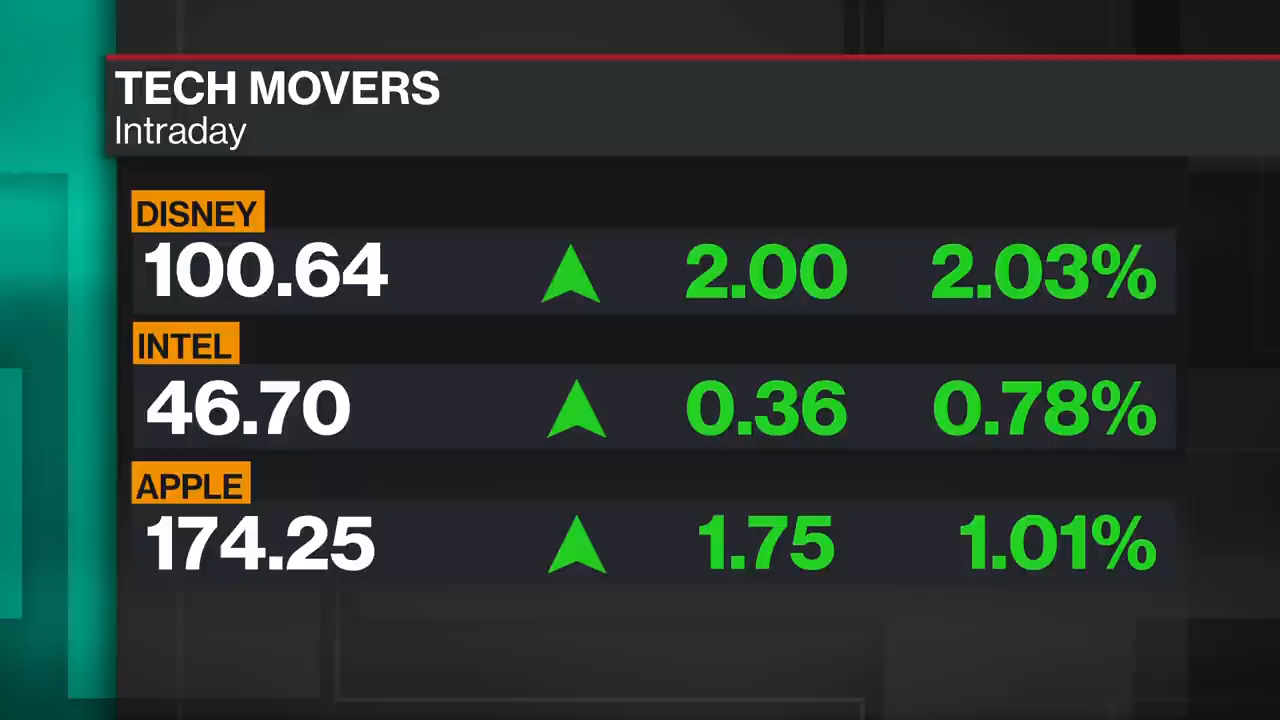 TECH MOVERS
Intraday
DISNEY
100.64 ▲ 2.00 2.03%
INTEL
46.70 ▲ 0.36 0.78%
APPLE
174.25 ▲ 1.75 1.01%